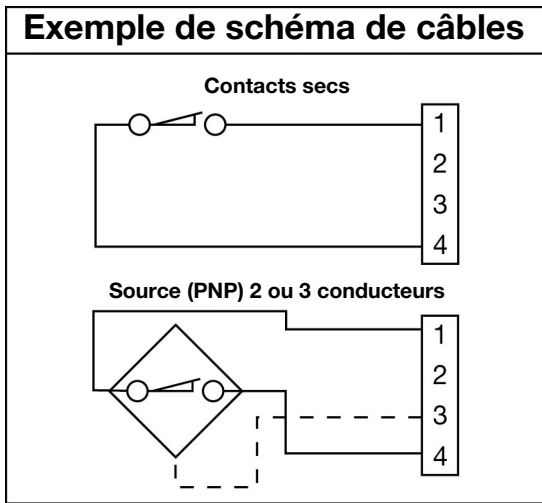 Exemple de schéma de câbles
Contacts secs
1
2
3
4
Source (PNP) 2 ou 3 conducteurs
1
2
3
4